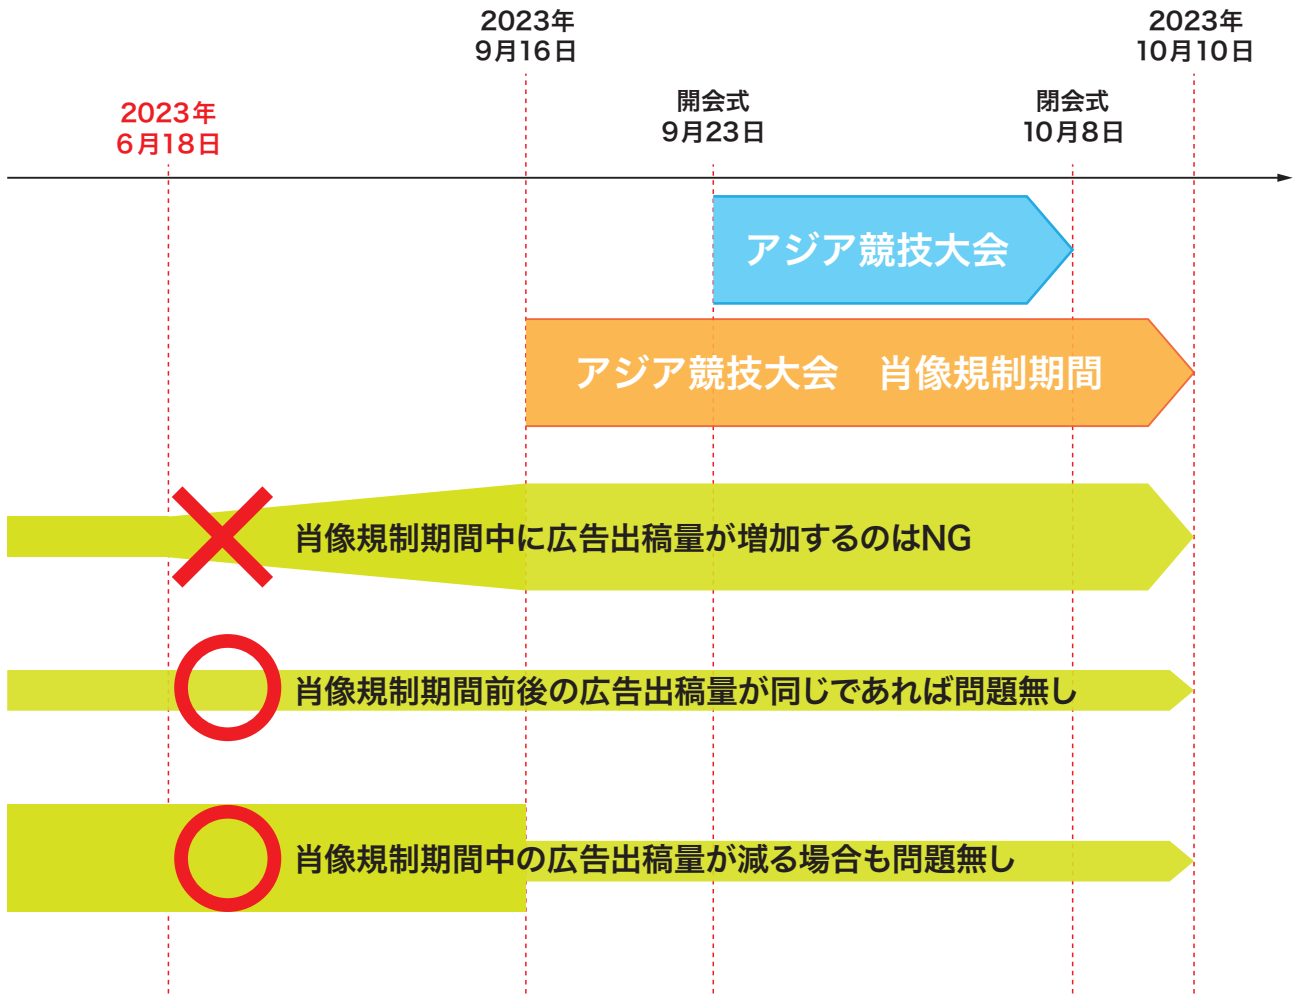 2023年
9月16日
2023年
10月10日
2023年
6月18日
開会式
9月23日
閉会式
10月8日
アジア競技大会
アジア競技大会　肖像規制期間
肖像規制期間中に広告出稿量が増加するのはNG
肖像規制期間前後の広告出稿量が同じであれば問題無し
肖像規制期間中の広告出稿量が減る場合も問題無し